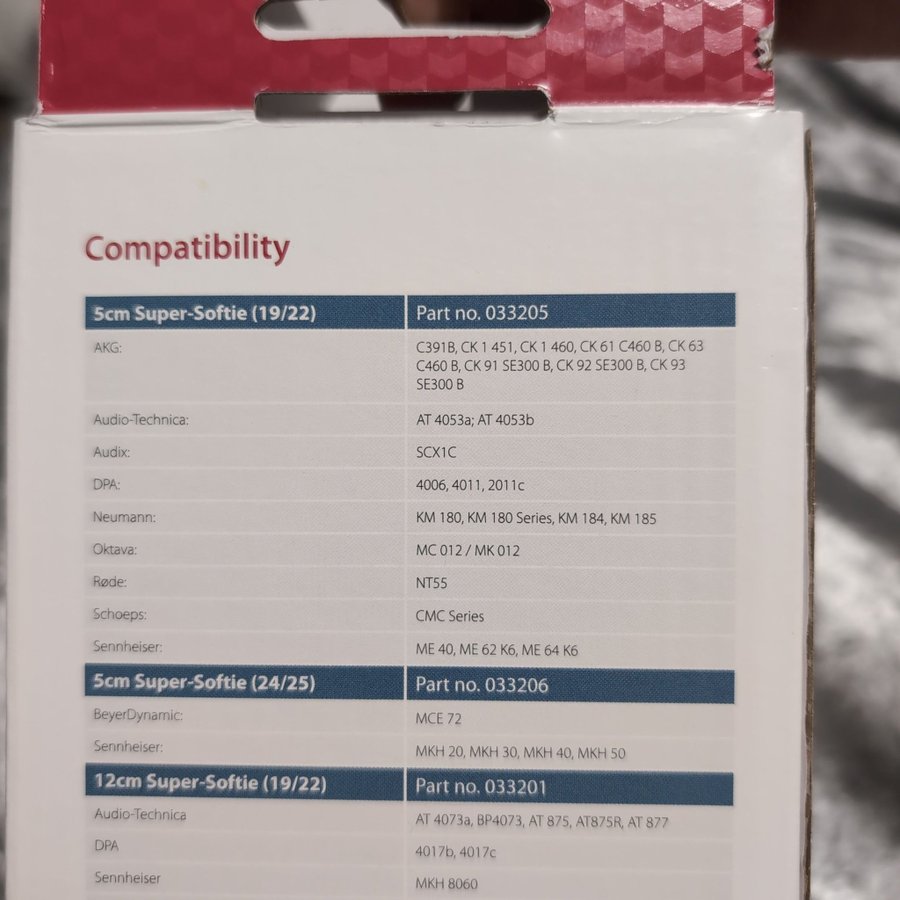 Compatibility
5cm Super-Softie (19/22) Part no. 033205
AKG: C391B, CK 1 451, CK 1 460, CK 61 C460 B, CK 63
C460 B, CK 91 SE300 B, CK 92 SE300 B, CK 93
SE300 B
Audio-Technica: AT 4053a; AT 4053b
Audix: SCX1C
DPA: 4006, 4011, 2011c
Neumann: KM 180, KM 180 Series, KM 184, KM 185
Oktava: MC 012 / MK 012
Røde: NT55
Schoeps: CMC Series
Sennheiser: ME 40, ME 62 K6, ME 64 K6
5cm Super-Softie (24/25) Part no. 033206
BeyerDynamic: MCE 72
Sennheiser: MKH 20, MKH 30, MKH 40, MKH 50
12cm Super-Softie (19/22) Part no. 033201
Audio-Technica AT 4073a, BP4073, AT 875, AT875R, AT 877
DPA 4017b, 4017c
Sennheiser MKH 8060